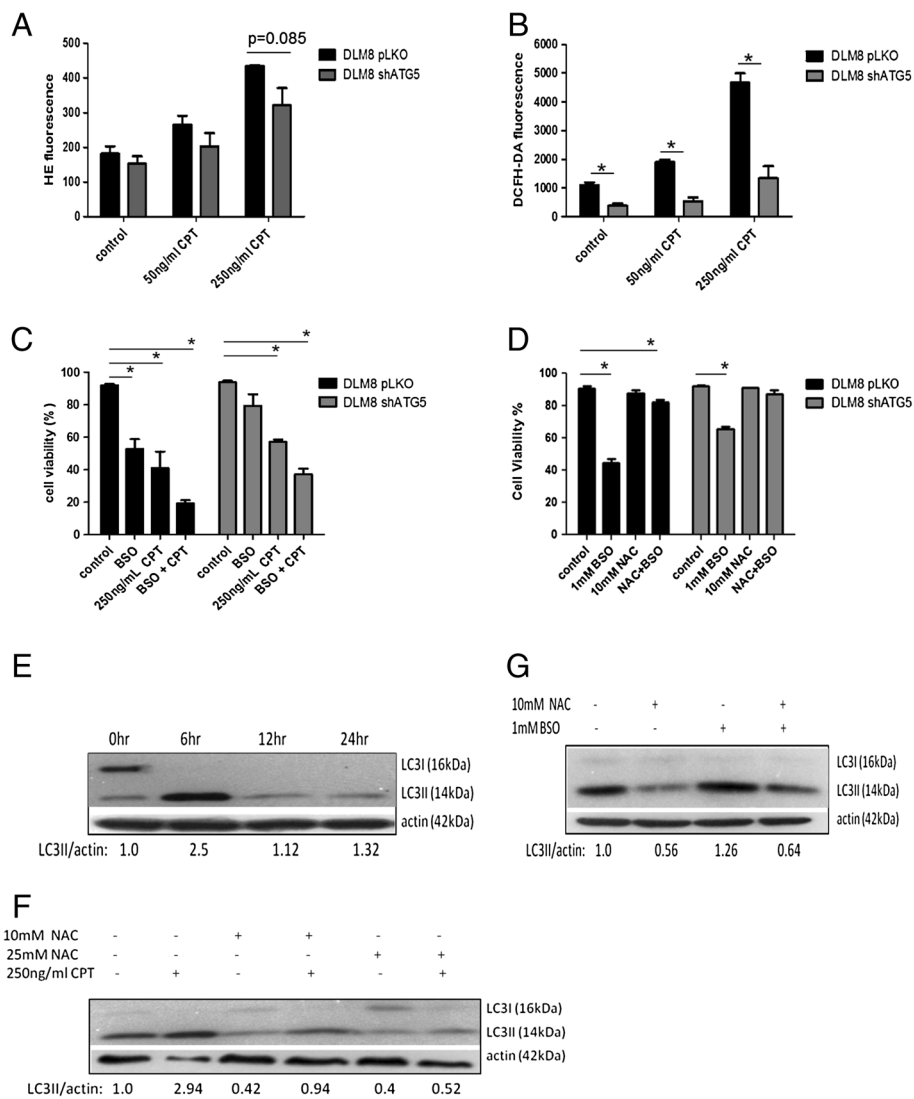 A
HE fluorescence
500
400
300
200
100
0
p=0.085
control
50ng/ml CPT
250ng/ml CPT
DLM8 pLKO
DLM8 shATG5
B
DCFH-DA fluorescence
6000
5000
4000
3000
2000
1000
0
* * *
control
50ng/ml CPT
250ng/ml CPT
DLM8 pLKO
DLM8 shATG5
C
cell viability (%)
100
80
60
40
20
0
* * * * *
control
BSO
250ng/mL CPT
BSO + CPT
control
BSO
250ng/mL CPT
BSO + CPT
DLM8 pLKO
DLM8 shATG5
D
Cell Viability %
100
80
60
40
20
0
* * *
control
1mM BSO
10mM NAC
NAC+BSO
control
1mM BSO
10mM NAC
NAC+BSO
DLM8 pLKO
DLM8 shATG5
E
0hr 6hr 12hr 24hr
LC3I (16kDa)
LC3II (14kDa)
actin (42kDa)
LC3II/actin: 1.0 2.5 1.12 1.32
G
10mM NAC - + - +
1mM BSO - - + +
LC3I (16kDa)
LC3II (14kDa)
actin (42kDa)
LC3II/actin: 1.0 0.56 1.26 0.64
F
10mM NAC - - + + - -
25mM NAC - - - - + +
250ng/ml CPT - + - + - +
LC3I (16kDa)
LC3II (14kDa)
actin (42kDa)
LC3II/actin: 1.0 2.94 0.42 0.94 0.4 0.52